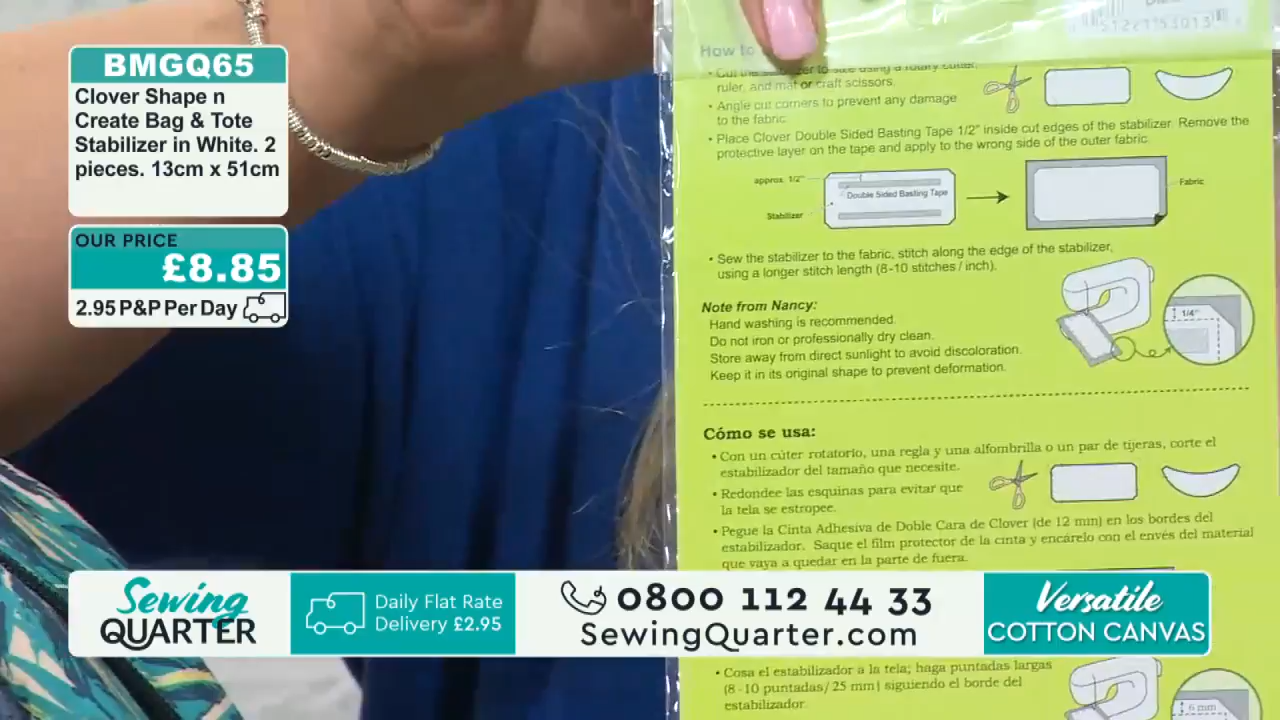 BMGQ65
Clover Shape n
Create Bag & Tote
Stabilizer in White. 2
pieces. 13cm x 51cm
OUR PRICE
£8.85
2.95 P&P Per Day
How to
ruler, and mat or craft scissors.
• Angle cut corners to prevent any damage
to the fabric.
• Place Clover Double Sided Basting Tape 1/2" inside cut edges of the stabilizer. Remove the
protective layer on the tape and apply to the wrong side of the outer fabric.
approx. 1/2"
Double Sided Basting Tape
Stabilizer
Fabric
• Sew the stabilizer to the fabric, stitch along the edge of the stabilizer,
using a longer stitch length (8-10 stitches / inch).
1/4"
Note from Nancy:
Hand washing is recommended.
Do not iron or professionally dry clean.
Store away from direct sunlight to avoid discoloration.
Keep it in its original shape to prevent deformation.
Cómo se usa:
• Con un cúter rotatorio, una regla y una alfombrilla o un par de tijeras, corte el
estabilizador del tamaño que necesite.
• Redondee las esquinas para evitar que
la tela se estropee.
• Pegue la Cinta Adhesiva de Doble Cara de Clover (de 12 mm) en los bordes del
estabilizador. Saque el film protector de la cinta y encárelo con el envés del material
que vaya a quedar en la parte de fuera.
Sewing
QUARTER
Daily Flat Rate
Delivery £2.95
0800 112 44 33
SewingQuarter.com
Versatile
COTTON CANVAS
• Cosa el estabilizador a la tela; haga puntadas largas
(8-10 puntadas/ 25 mm) siguiendo el borde del
estabilizador.
6 mm